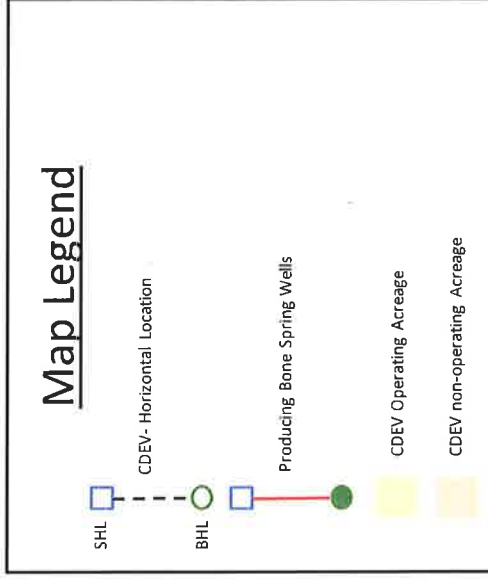 Map Legend
SHL
CDEV- Horizontal Location
BHL
Producing Bone Spring Wells
CDEV Operating Acreage
CDEV non-operating Acreage